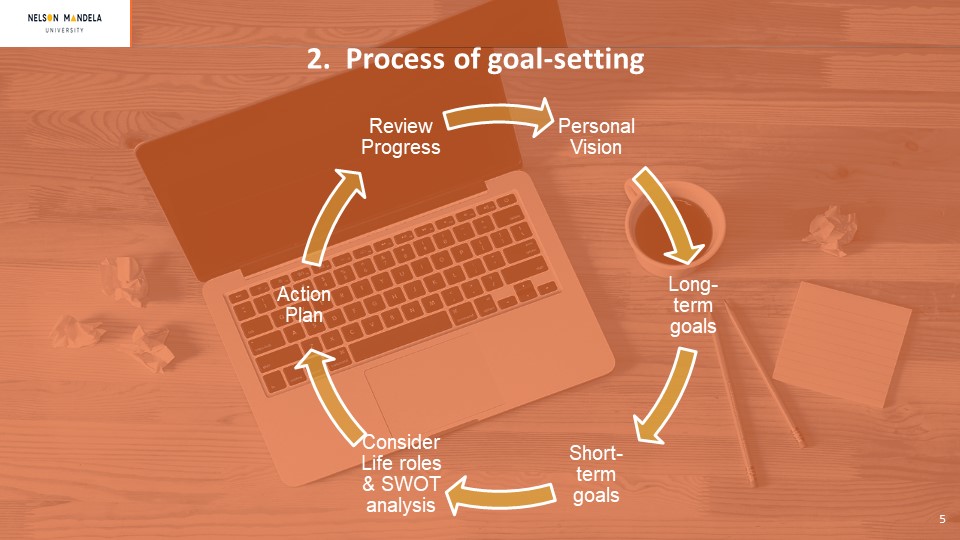 NELSON MANDELA
UNIVERSITY
2. Process of goal-setting
Review
Progress
Personal
Vision
Long-
term
goals
Short-
term
goals
Consider
Life roles
& SWOT
analysis
Action
Plan
5